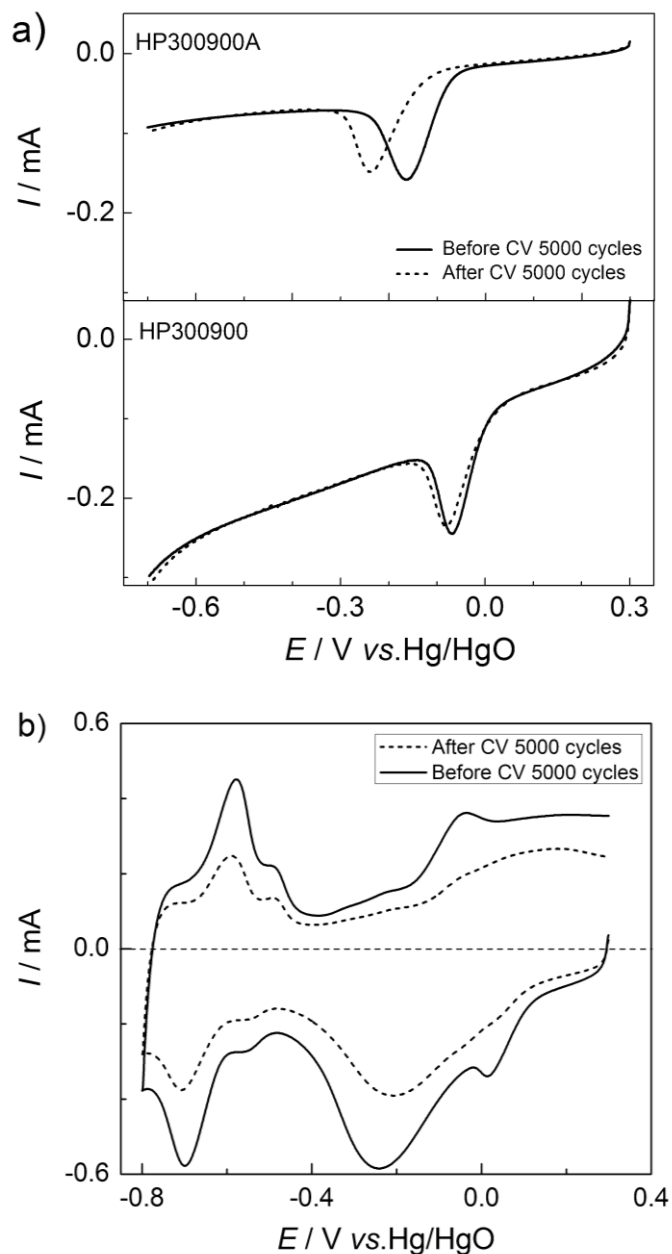 a)
HP300900A
0.0
-0.2
I / mA
Before CV 5000 cycles
After CV 5000 cycles
HP300900
0.0
-0.2
I / mA
-0.6
-0.3
0.0
0.3
E / V vs.Hg/HgO
b)
0.6
0.0
-0.6
I / mA
After CV 5000 cycles
Before CV 5000 cycles
-0.8
-0.4
0.0
0.4
E / V vs.Hg/HgO